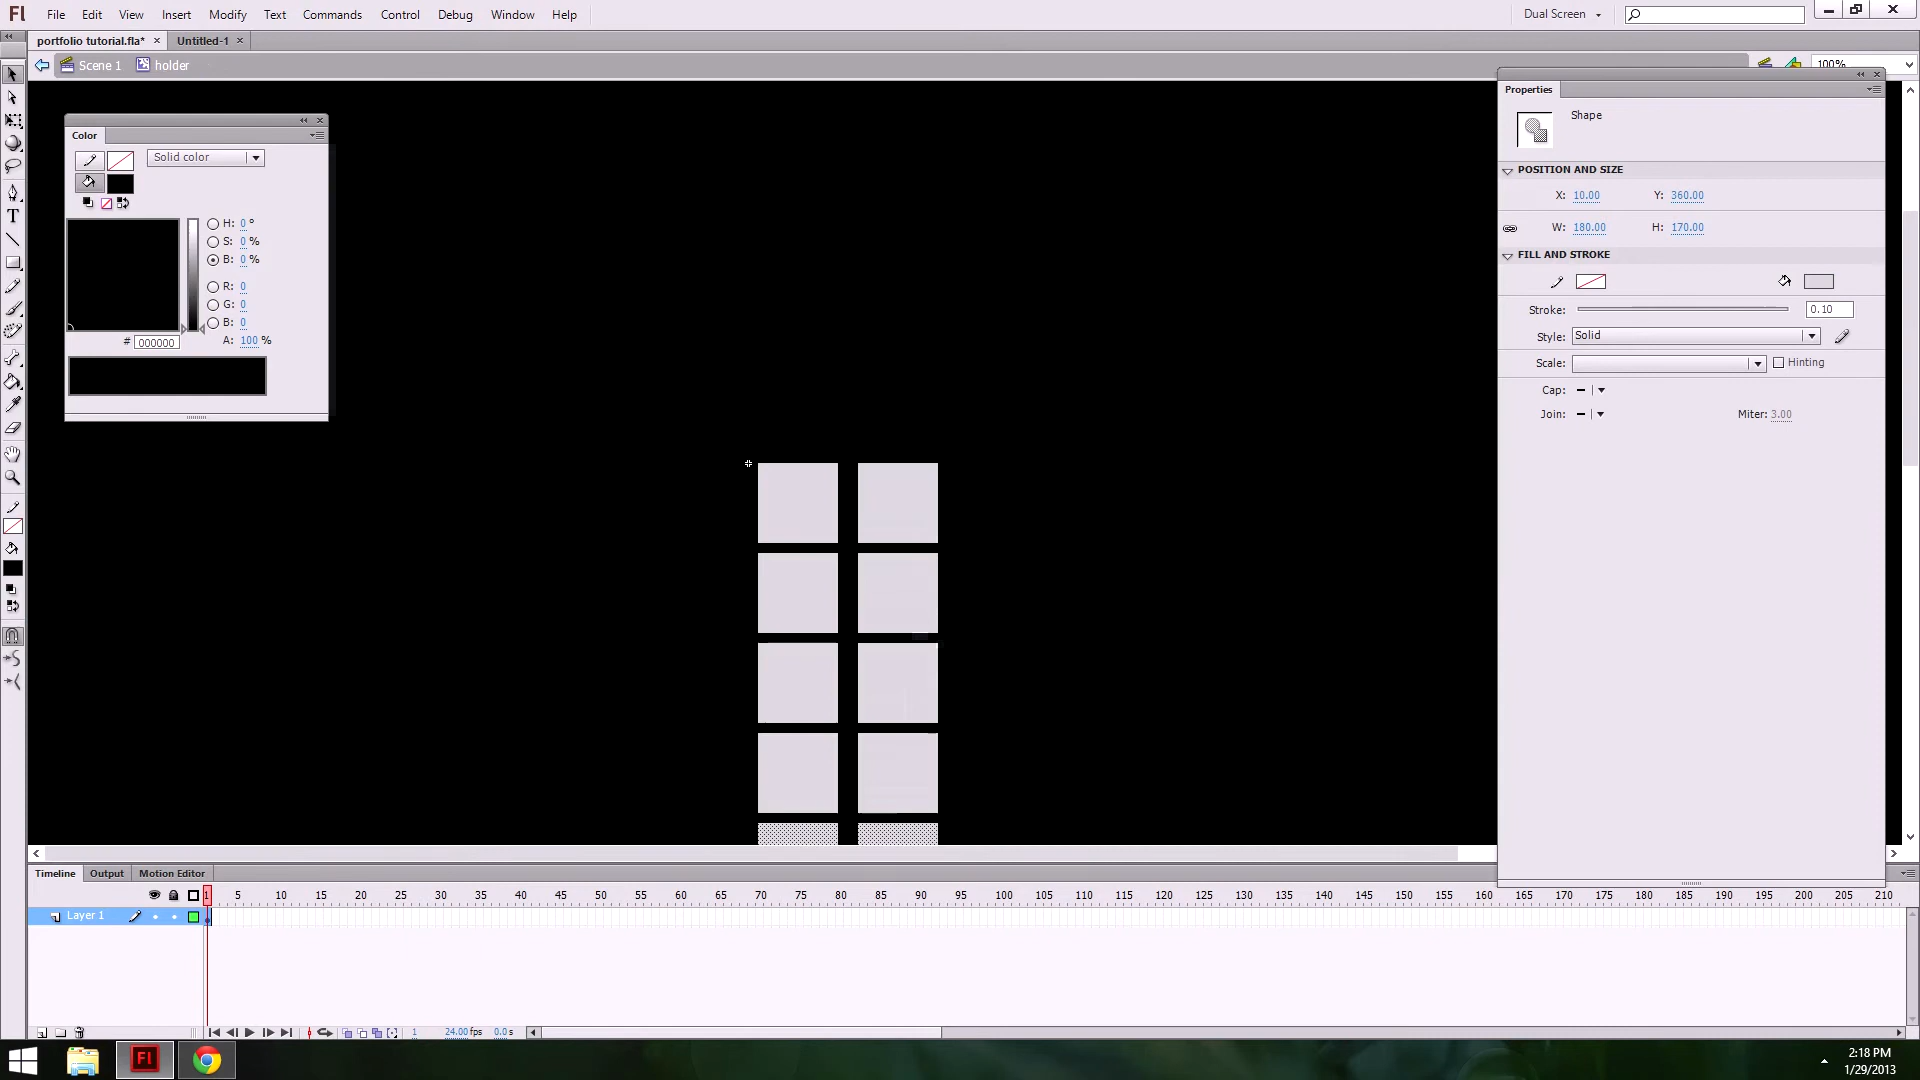 Fl File Edit View Insert Modify Text Commands Control Debug Window Help Dual Screen
portfolio tutorial.fla* Untitled-1
Scene 1 holder 100%
Color
Solid color
H: 0 °
S: 0 %
B: 0 %
R: 0
G: 0
B: 0
# 000000 A: 100 %
Properties
Shape
POSITION AND SIZE
X: 10.00 Y: 360.00
W: 180.00 H: 170.00
FILL AND STROKE
Stroke: 0.10
Style: Solid
Scale: Hinting
Cap:
Join: Miter: 3.00
Timeline Output Motion Editor
1 5 10 15 20 25 30 35 40 45 50 55 60 65 70 75 80 85 90 95 100 105 110 115 120 125 130 135 140 145 150 155 160 165 170 175 180 185 190 195 200 205 210
Layer 1
1 24.00 fps 0.0 s
Fl
2:18 PM
1/29/2013